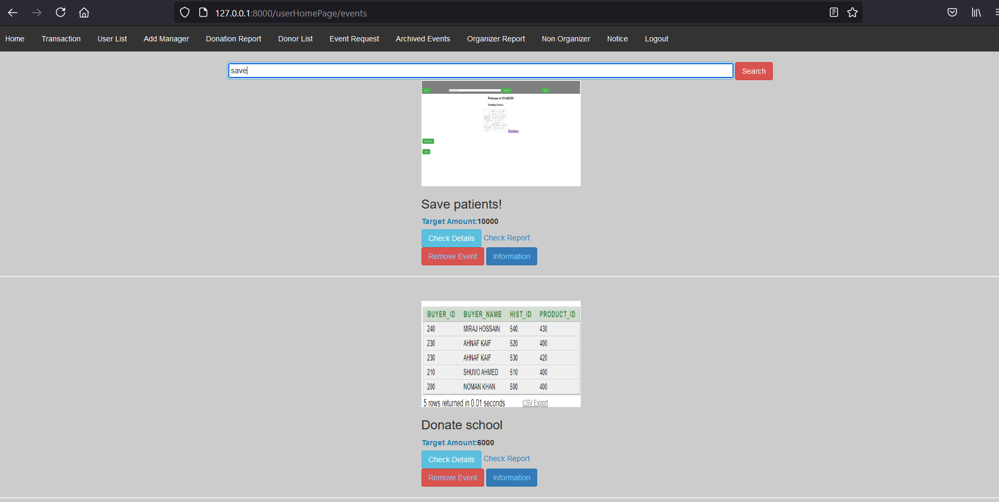 127.0.0.1:8000/userHomePage/events
Home Transaction User List Add Manager Donation Report Donor List Event Request Archived Events Organizer Report Non Organizer Notice Logout
save Search
Welcome to STAREDU
Trending Courses...
Database
Save patients!
Target Amount:10000
Check Details Check Report
Remove Event Information
BUYER_ID BUYER_NAME HIST_ID PRODUCT_ID
240 MIRAJ HOSSAIN 540 430
230 AHNAF KAIF 520 400
230 AHNAF KAIF 530 420
210 SHUVO AHMED 510 400
200 NOMAN KHAN 500 400
5 rows returned in 0.01 seconds CSV Export
Donate school
Target Amount:6000
Check Details Check Report
Remove Event Information